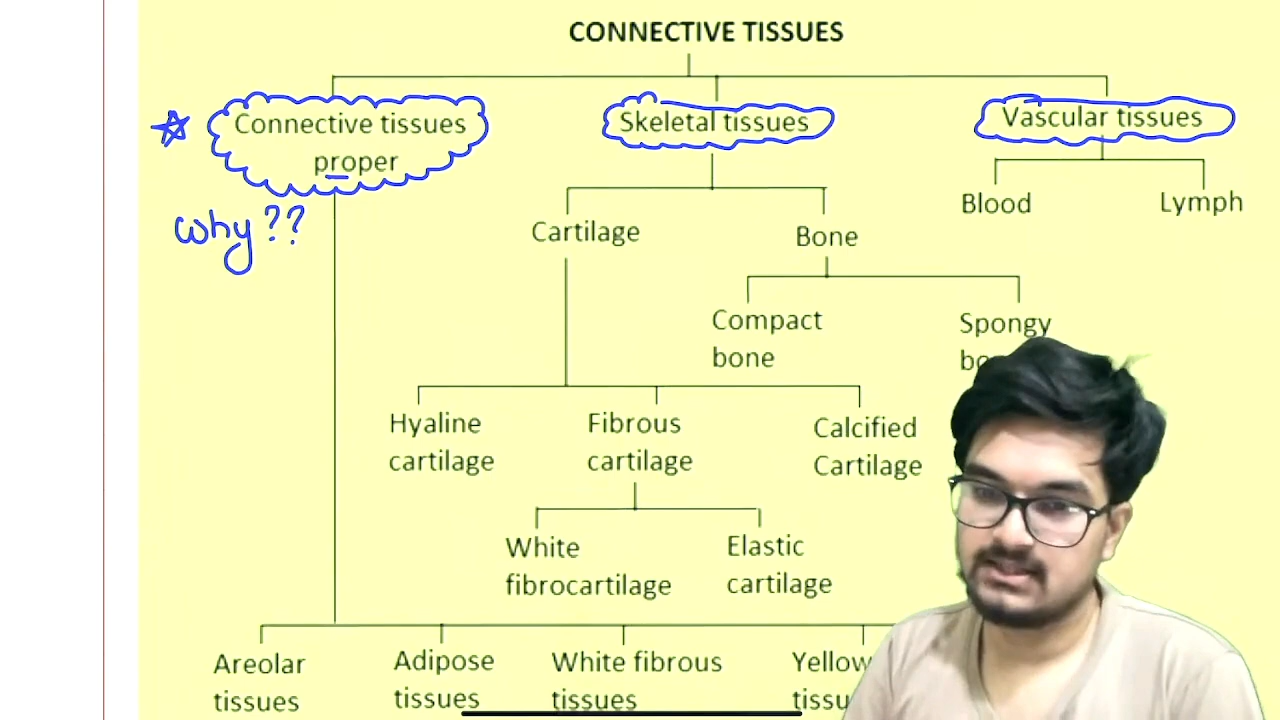 CONNECTIVE TISSUES
Connective tissues
proper
Skeletal tissues
Vascular tissues
why??
Blood
Lymph
Cartilage
Bone
Compact
bone
Spongy
Hyaline
cartilage
Fibrous
cartilage
Calcified
Cartilage
White
fibrocartilage
Elastic
cartilage
Areolar
tissues
Adipose
tissues
White fibrous
tissues
Yellow